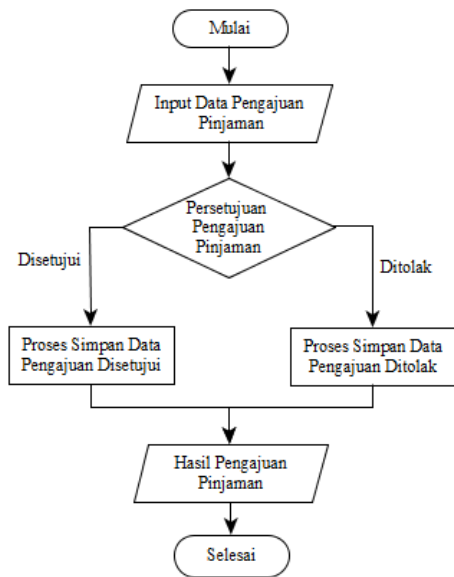 Mulai
Input Data Pengajuan
Pinjaman
Persetujuan
Pengajuan
Pinjaman
Disetujui
Ditolak
Proses Simpan Data
Pengajuan Disetujui
Proses Simpan Data
Pengajuan Ditolak
Hasil Pengajuan
Pinjaman
Selesai